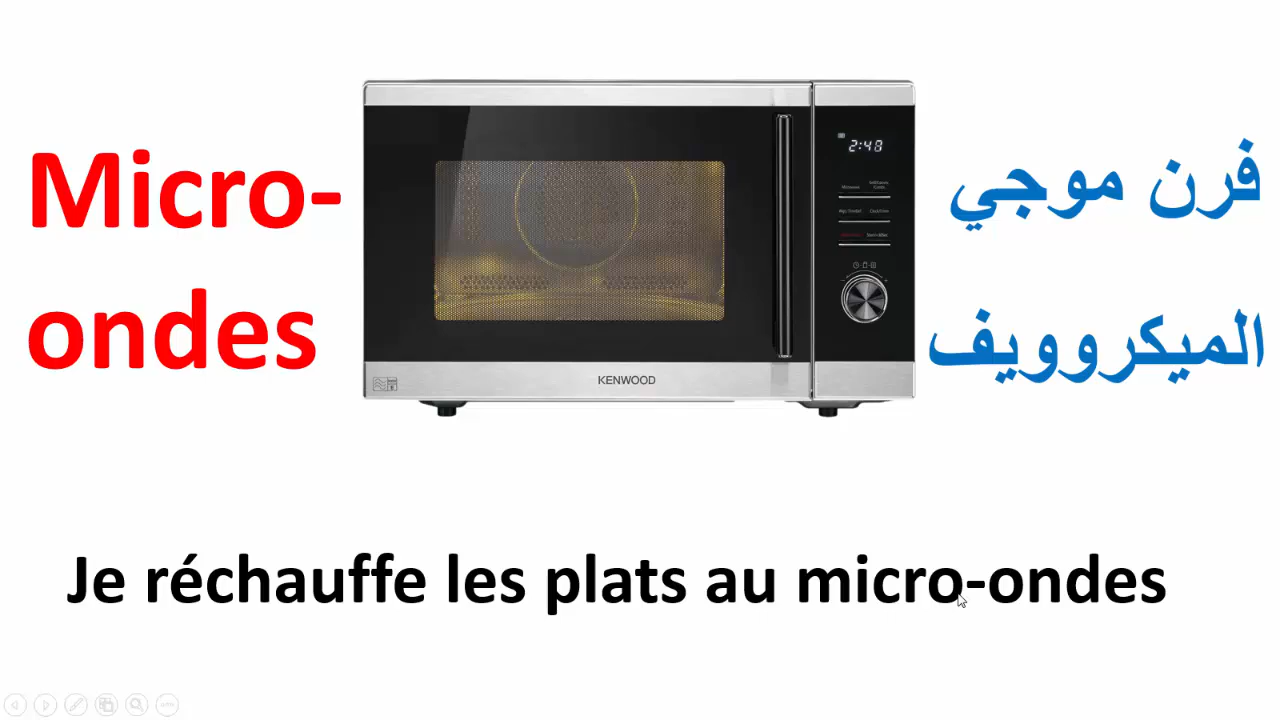 Micro-
ondes
2:48
KENWOOD
فرن موجي
الميكروويف
Je réchauffe les plats au micro-ondes